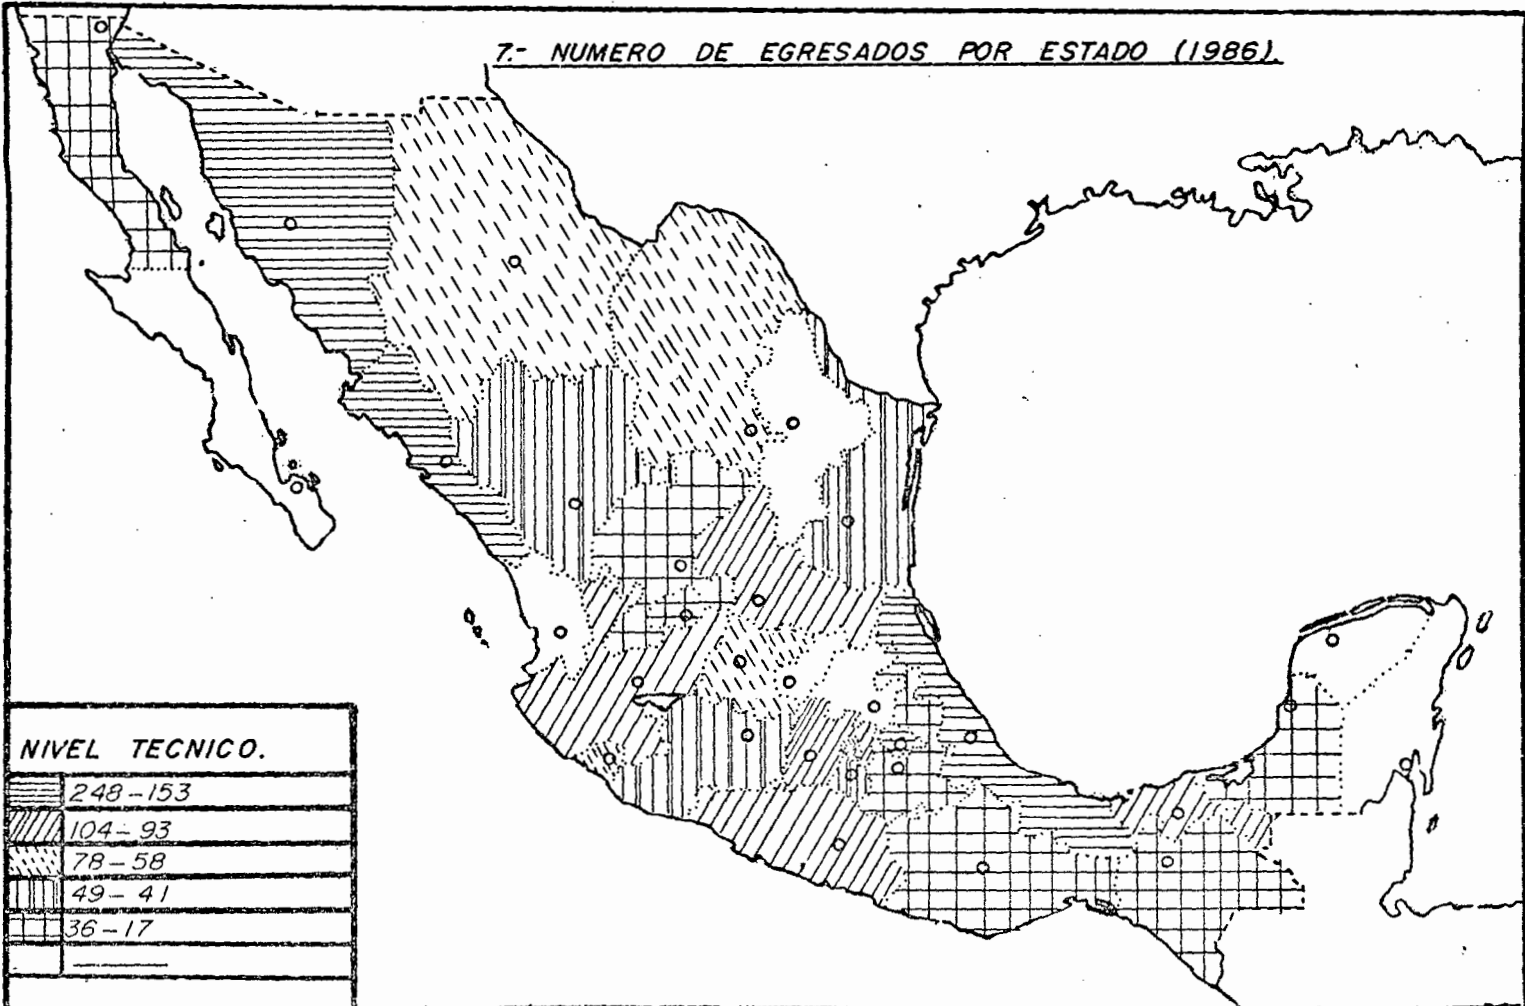 7.- NUMERO DE EGRESADOS POR ESTADO (1986).
NIVEL TECNICO.
248-153
104-93
78-58
49-41
36-17